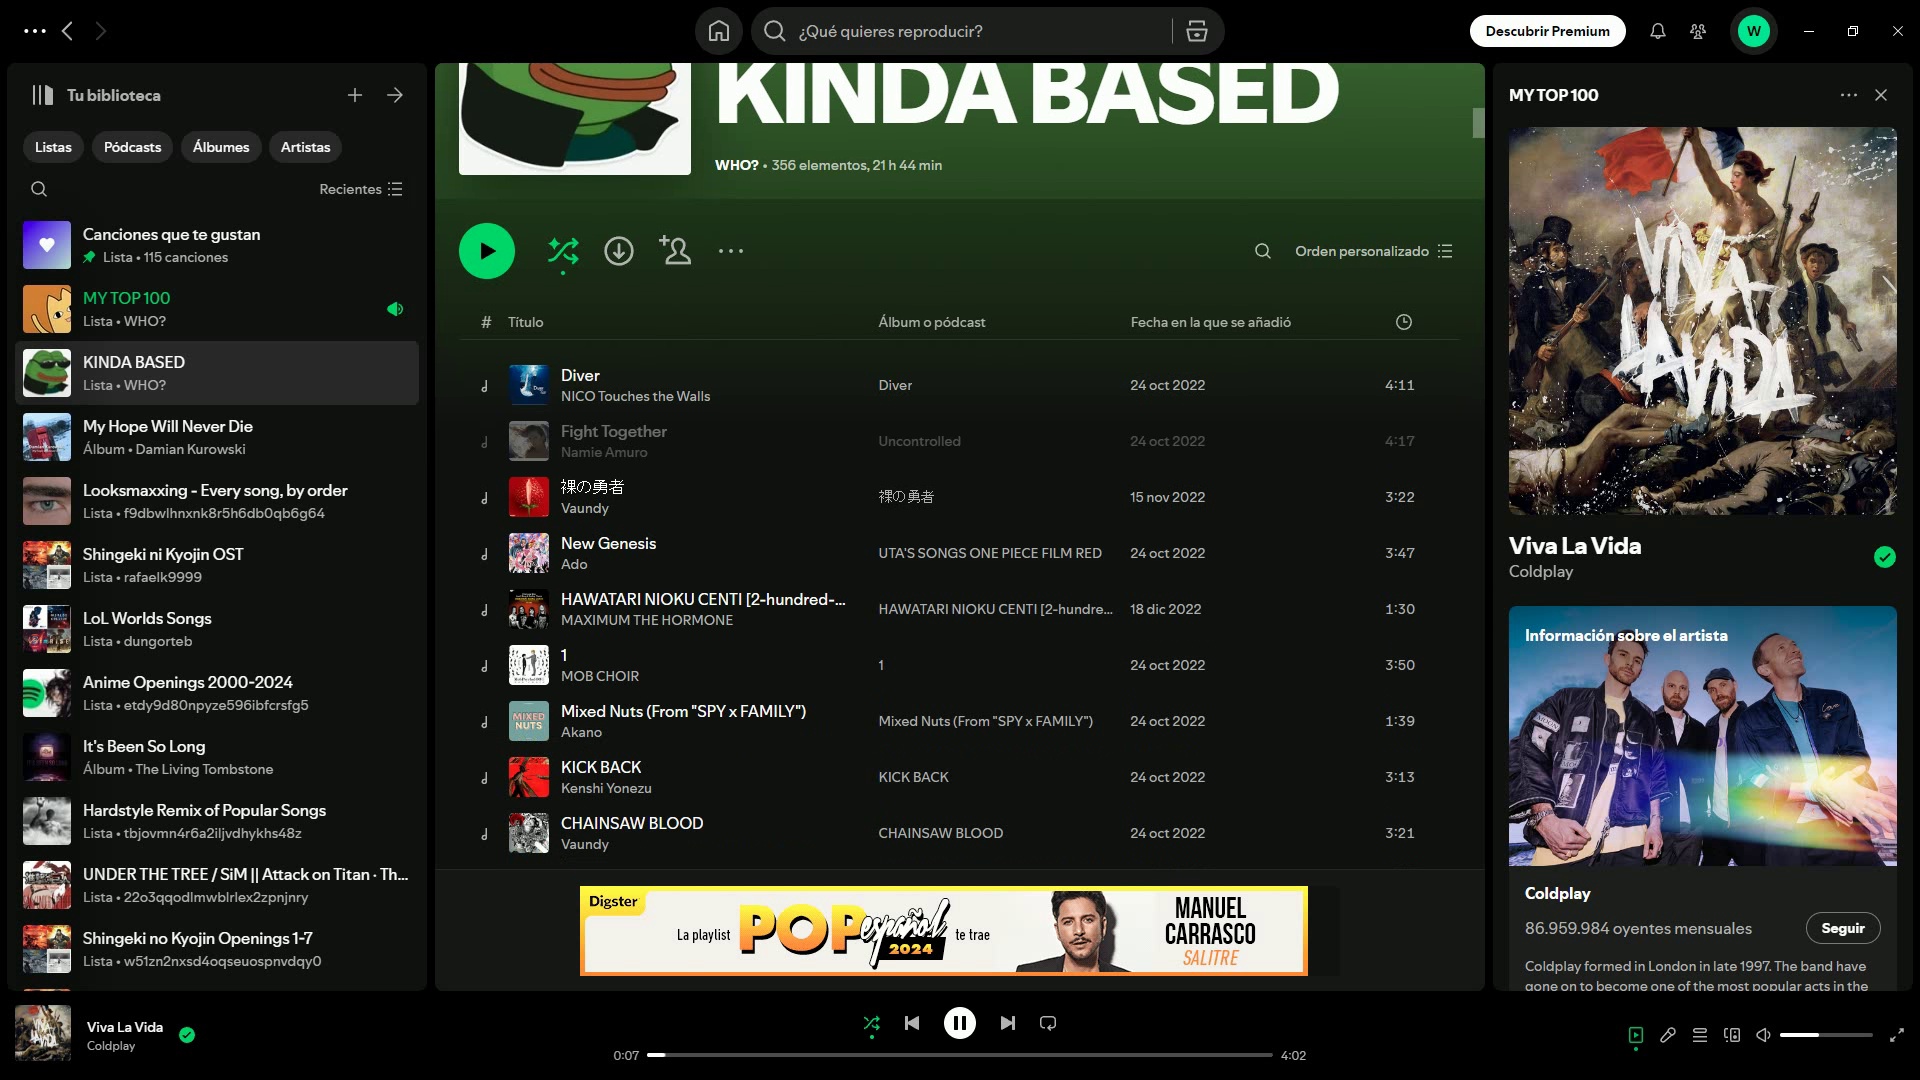 ¿Qué quieres reproducir?
Descubrir Premium
W
Tu biblioteca
Listas
Pódcasts
Álbumes
Artistas
Recientes
Canciones que te gustan
Lista • 115 canciones
MY TOP 100
Lista • WHO?
KINDA BASED
Lista • WHO?
My Hope Will Never Die
Álbum • Damian Kurowski
Looksmaxxing - Every song, by order
Lista • f9dbwlhnxnk8r5h6db0qb6g64
Shingeki ni Kyojin OST
Lista • rafaelk9999
LoL Worlds Songs
Lista • dungorteb
Anime Openings 2000-2024
Lista • etdy9d80npyze596ibfcrsfg5
It's Been So Long
Álbum • The Living Tombstone
Hardstyle Remix of Popular Songs
Lista • tbjovmn4r6a2iljvdhykhs48z
UNDER THE TREE / SiM || Attack on Titan · Th...
Lista • 22o3qqodlmwblrlex2zpnjnry
Shingeki no Kyojin Openings 1-7
Lista • w51zn2nxsd4oqseuospnvdqy0
KINDA BASED
WHO? • 356 elementos, 21 h 44 min
Orden personalizado
# Título Álbum o pódcast Fecha en la que se añadió
Diver
NICO Touches the Walls
Diver
24 oct 2022
4:11
Fight Together
Namie Amuro
Uncontrolled
24 oct 2022
4:17
裸の勇者
Vaundy
裸の勇者
15 nov 2022
3:22
New Genesis
Ado
UTA'S SONGS ONE PIECE FILM RED
24 oct 2022
3:47
HAWATARI NIOKU CENTI [2-hundred-...
MAXIMUM THE HORMONE
HAWATARI NIOKU CENTI [2-hundre...
18 dic 2022
1:30
1
MOB CHOIR
1
24 oct 2022
3:50
MIXED
NUTS
Mixed Nuts (From "SPY x FAMILY")
Akano
Mixed Nuts (From "SPY x FAMILY")
24 oct 2022
1:39
KICK BACK
Kenshi Yonezu
KICK BACK
24 oct 2022
3:13
CHAINSAW BLOOD
Vaundy
CHAINSAW BLOOD
24 oct 2022
3:21
Digster
La playlist POP español 2024 te trae
MANUEL
CARRASCO
SALITRE
MY TOP 100
VIVA
LA VIDA
Viva La Vida
Coldplay
Información sobre el artista
Coldplay
86.959.984 oyentes mensuales
Seguir
Coldplay formed in London in late 1997. The band have
gone on to become one of the most popular acts in the
Viva La Vida
Coldplay
0:07
4:02